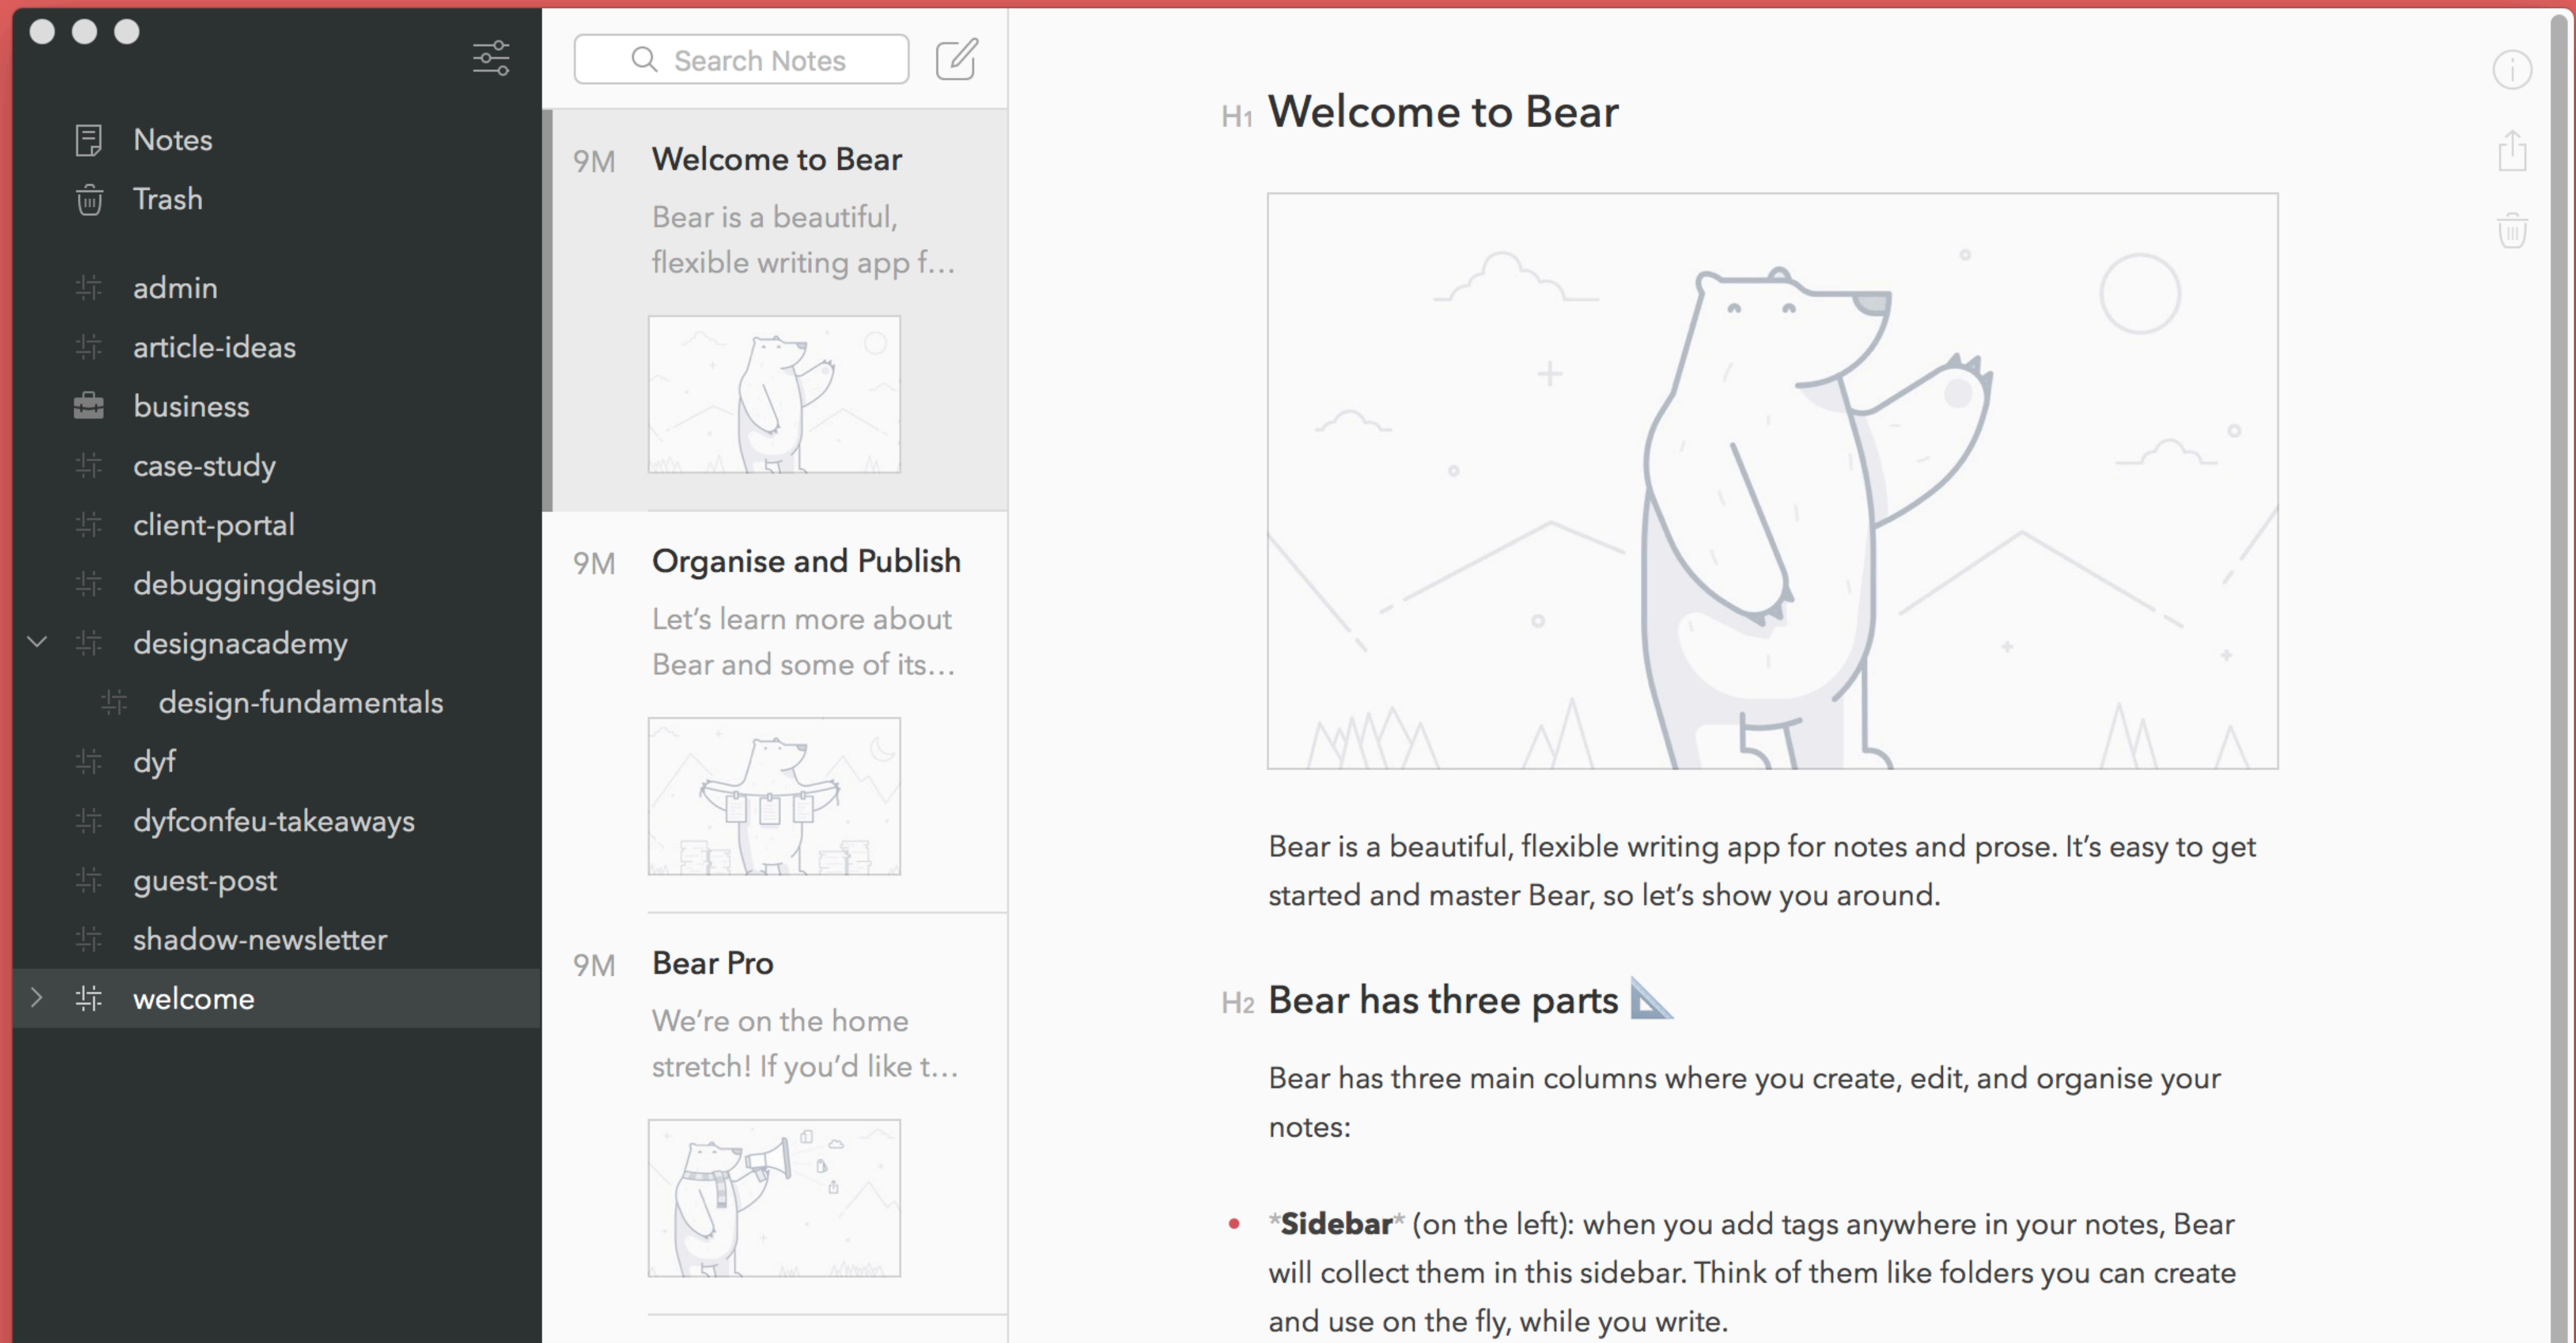 Notes
Trash
admin
article-ideas
business
case-study
client-portal
debuggingdesign
designacademy
design-fundamentals
dyf
dyfconfeu-takeaways
guest-post
shadow-newsletter
welcome
Search Notes
9M Welcome to Bear
Bear is a beautiful,
flexible writing app f...
9M Organise and Publish
Let’s learn more about
Bear and some of its...
9M Bear Pro
We’re on the home
stretch! If you’d like t...
H1 Welcome to Bear
Bear is a beautiful, flexible writing app for notes and prose. It’s easy to get
started and master Bear, so let’s show you around.
H2 Bear has three parts 📐
Bear has three main columns where you create, edit, and organise your
notes:
• *Sidebar* (on the left): when you add tags anywhere in your notes, Bear
will collect them in this sidebar. Think of them like folders you can create
and use on the fly, while you write.